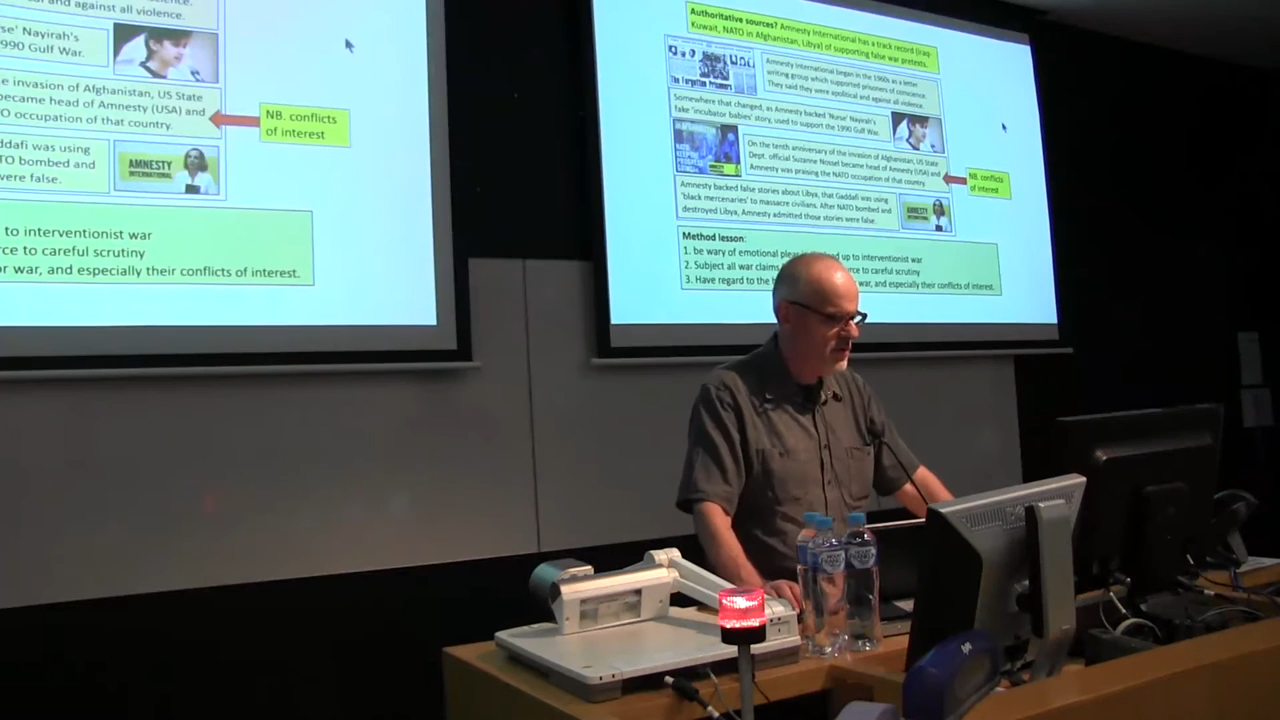 and against all violence.
Nayirah's
1990 Gulf War.
invasion of Afghanistan, US State
became head of Amnesty (USA) and
occupation of that country.
NB. conflicts
of interest
was using
bombed and
were false.
AMNESTY
INTERNATIONAL
to interventionist war
to careful scrutiny
war, and especially their conflicts of interest.
Authoritative sources? Amnesty International has a track record (Iraq-
Kuwait, NATO in Afghanistan, Libya) of supporting false war pretexts.
The Forgotten Prisoners
Amnesty International began in the 1960s as a letter
writing group which supported prisoners of conscience.
They said they were apolitical and against all violence.
Somewhere that changed, as Amnesty backed 'Nurse' Nayirah's
fake 'incubator babies' story, used to support the 1990 Gulf War.
On the tenth anniversary of the invasion of Afghanistan, US State
Dept. official Suzanne Nossel became head of Amnesty (USA) and
Amnesty was praising the NATO occupation of that country.
NB. conflicts
of interest
Amnesty backed false stories about Libya, that Gaddafi was using
'black mercenaries' to massacre civilians. After NATO bombed and
destroyed Libya, Amnesty admitted those stories were false.
AMNESTY
Method lesson:
1. be wary of emotional pleas up to interventionist war
2. Subject all war claims to careful scrutiny
3. Have regard to the war, and especially their conflicts of interest.